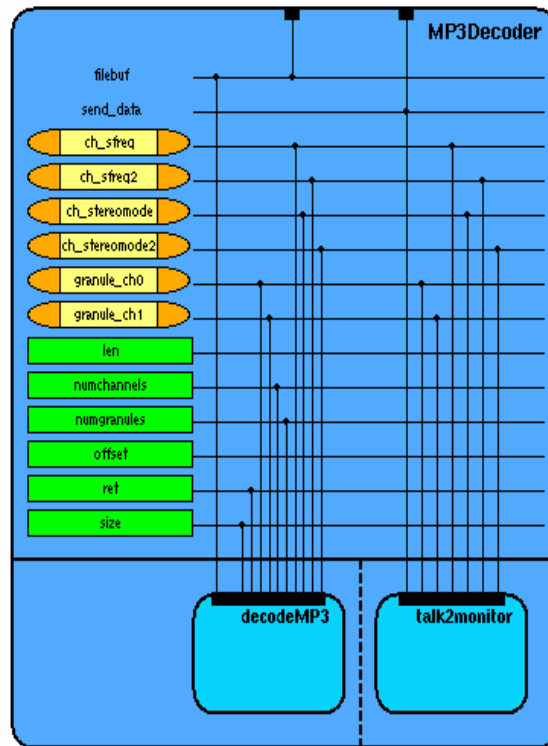 MP3Decoder
filebuf
send_data
ch_sfreq
ch_sfreq2
ch_stereomode
ch_stereomode2
granule_ch0
granule_ch1
len
numchannels
numgranules
offset
ret
size
decodeMP3
talk2monitor